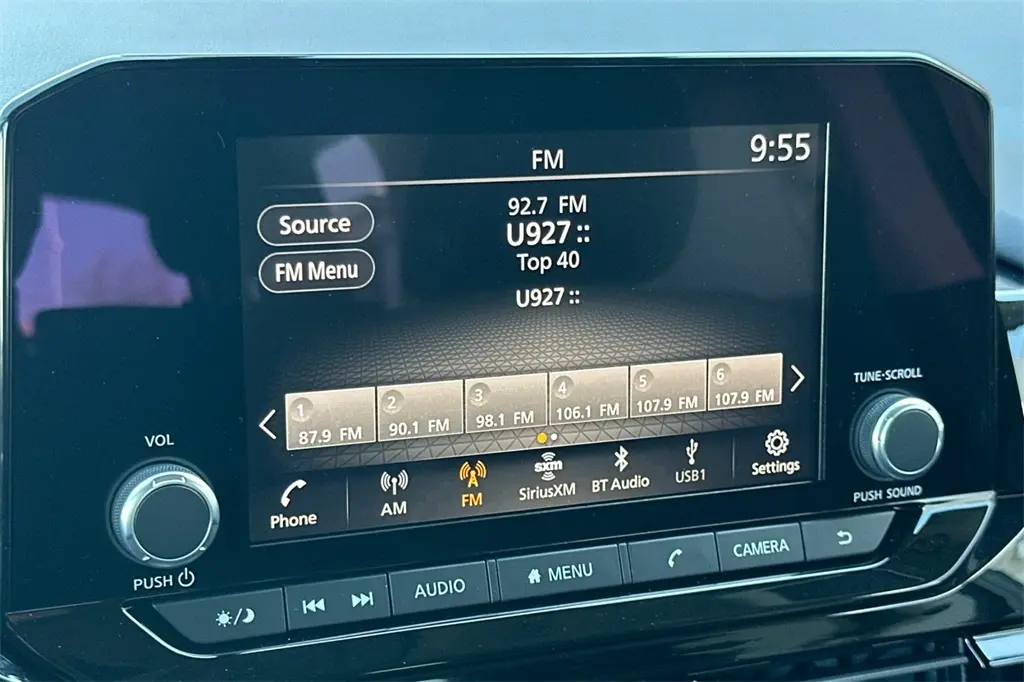 FM
9:55
Source
FM Menu
92.7 FM
U927 ::
Top 40
U927 ::
1
87.9 FM
2
90.1 FM
3
98.1 FM
4
106.1 FM
5
107.9 FM
6
107.9 FM
Phone
AM
FM
sxm
SiriusXM
BT Audio
USB1
Settings
VOL
PUSH
TUNE·SCROLL
PUSH SOUND
AUDIO
MENU
CAMERA